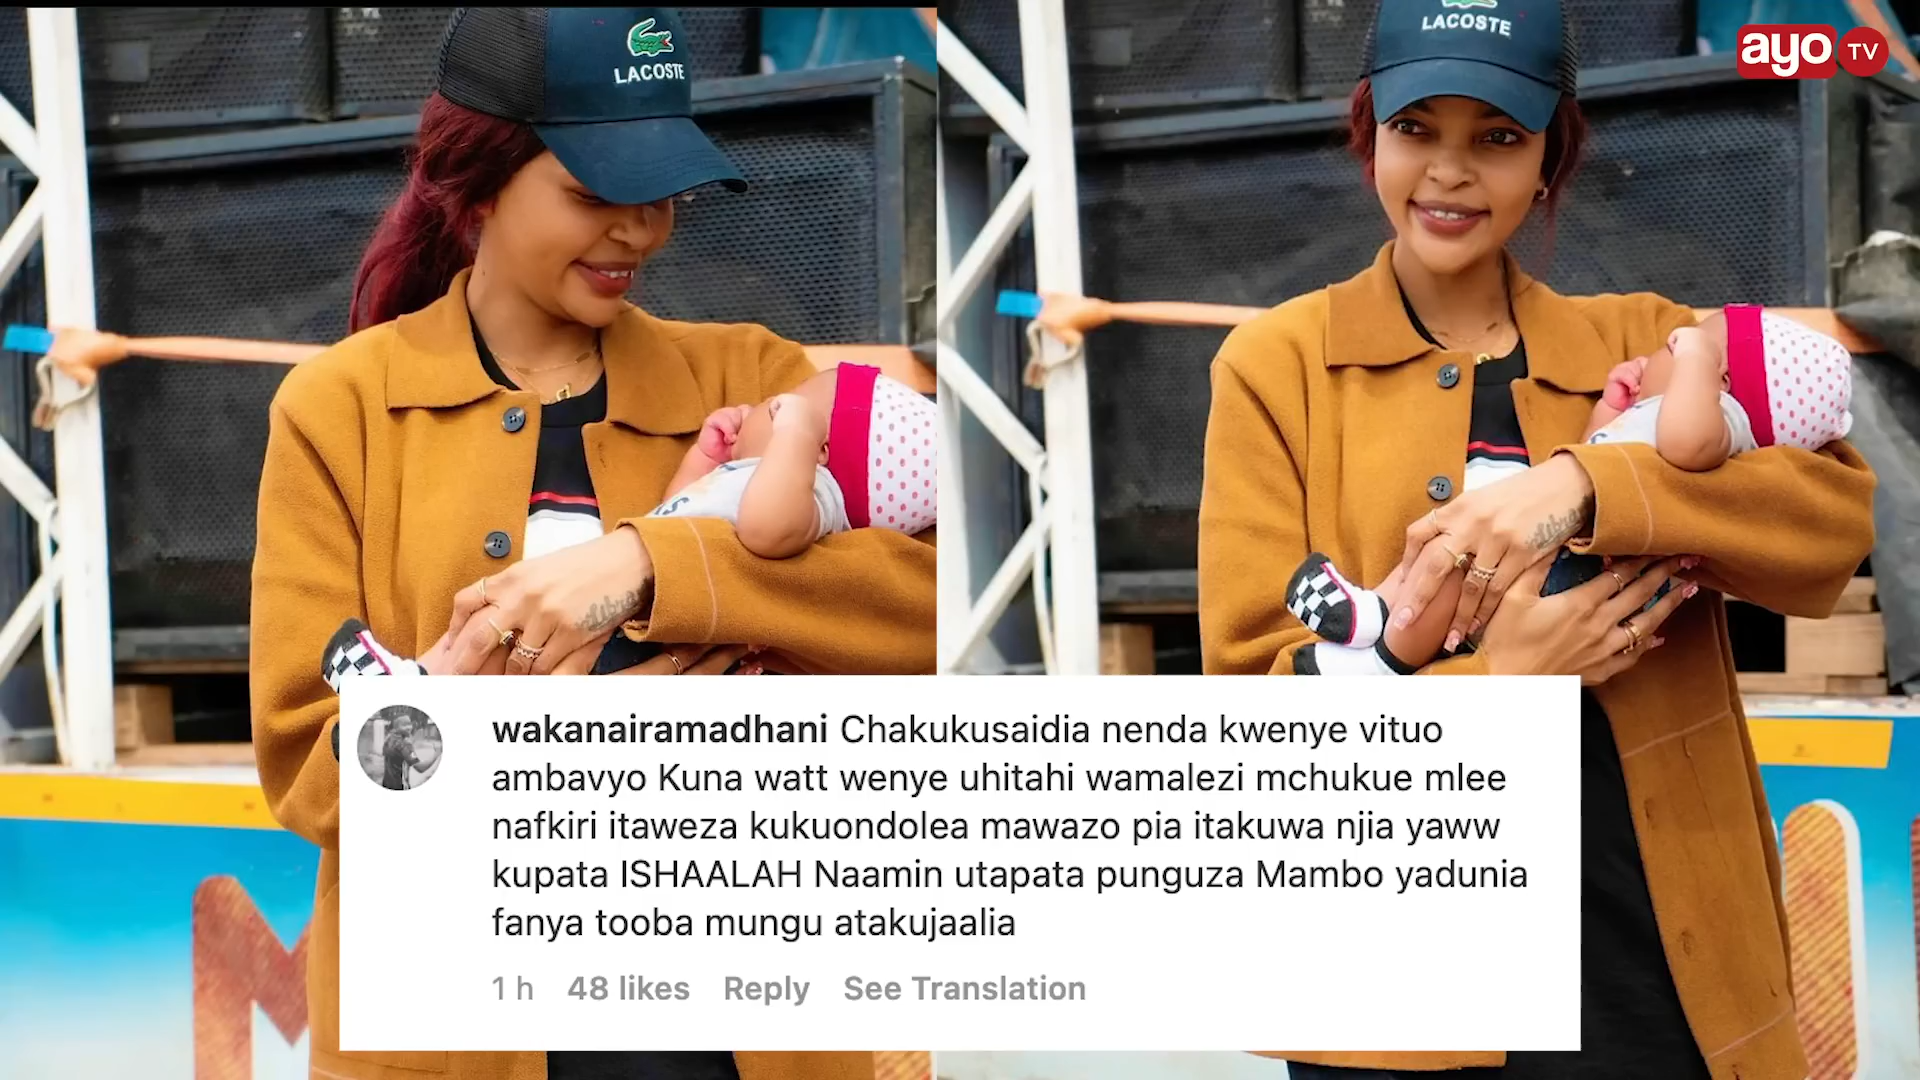 LACOSTE
LACOSTE
ayo TV
wakanairamadhani Chakukusaidia nenda kwenye vituo
ambavyo Kuna watt wenye uhitahi wamalezi mchukue mlee
nafkiri itaweza kukuondolea mawazo pia itakuwa njia yaww
kupata ISHAALAH Naamin utapata punguza Mambo yadunia
fanya tooba mungu atakujaalia
1 h 48 likes Reply See Translation